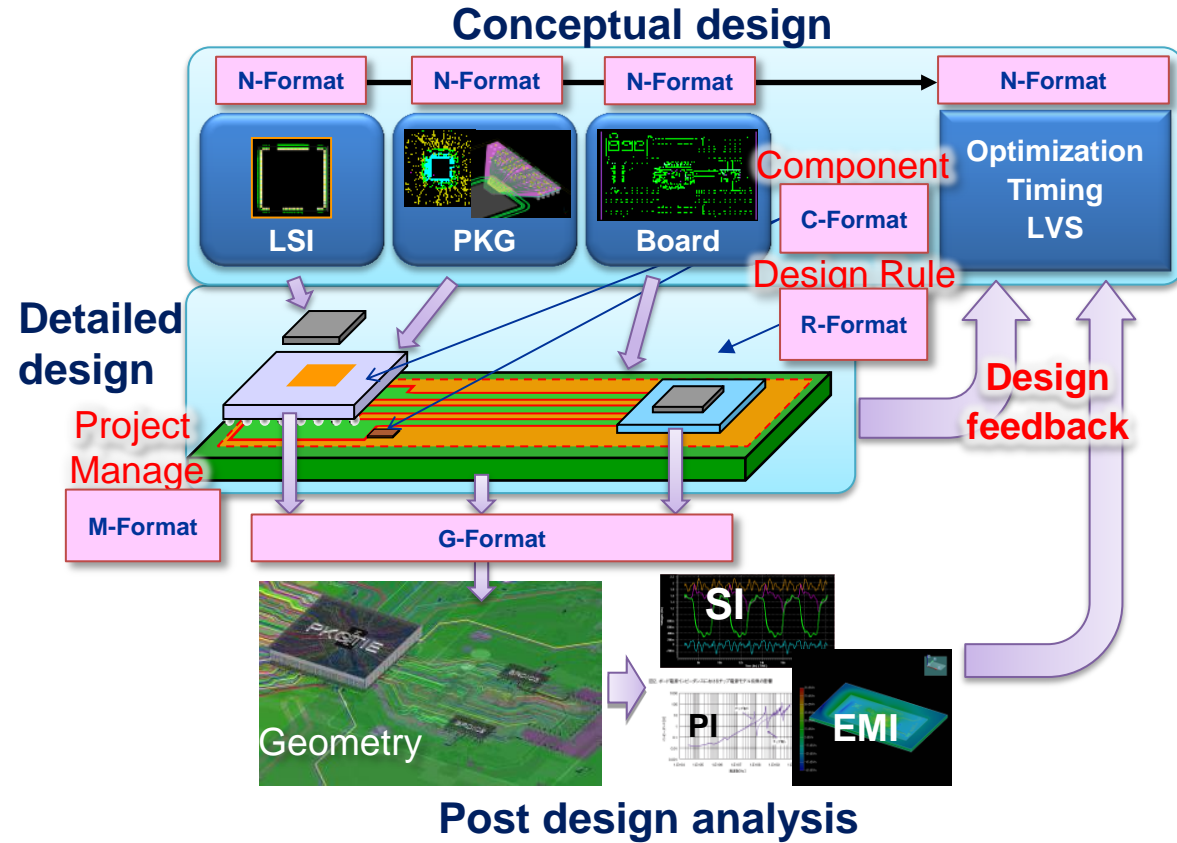 Conceptual design
N-Format
N-Format
N-Format
N-Format
LSI
PKG
Board
Optimization
Timing
LVS
Component
C-Format
Design Rule
R-Format
Detailed
design
Project
Manage
M-Format
Design
feedback
G-Format
Geometry
SI
PI
EMI
Post design analysis